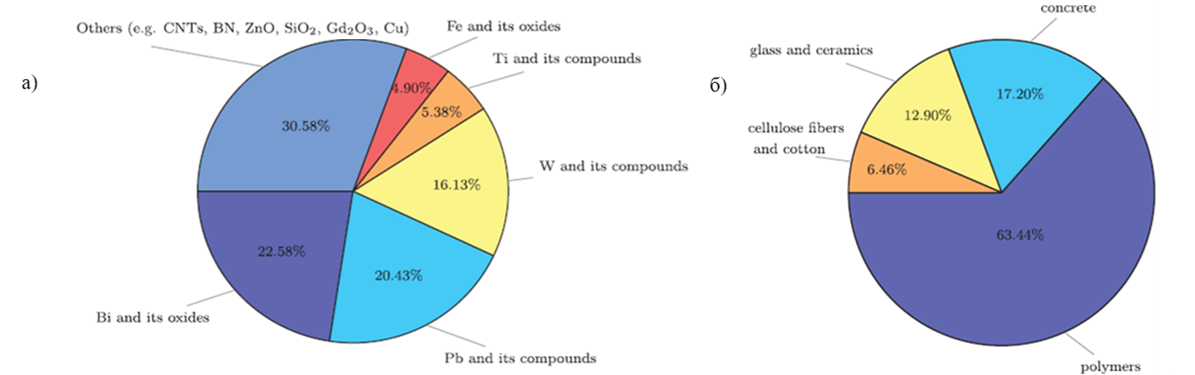 а)
Others (e.g. CNTs, BN, ZnO, SiO₂, Gd₂O₃, Cu)
Fe and its oxides
Ti and its compounds
4.90%
5.38%
30.58%
W and its compounds
16.13%
22.58%
20.43%
Bi and its oxides
Pb and its compounds
б)
concrete
glass and ceramics
17.20%
12.90%
cellulose fibers
and cotton
6.46%
63.44%
polymers